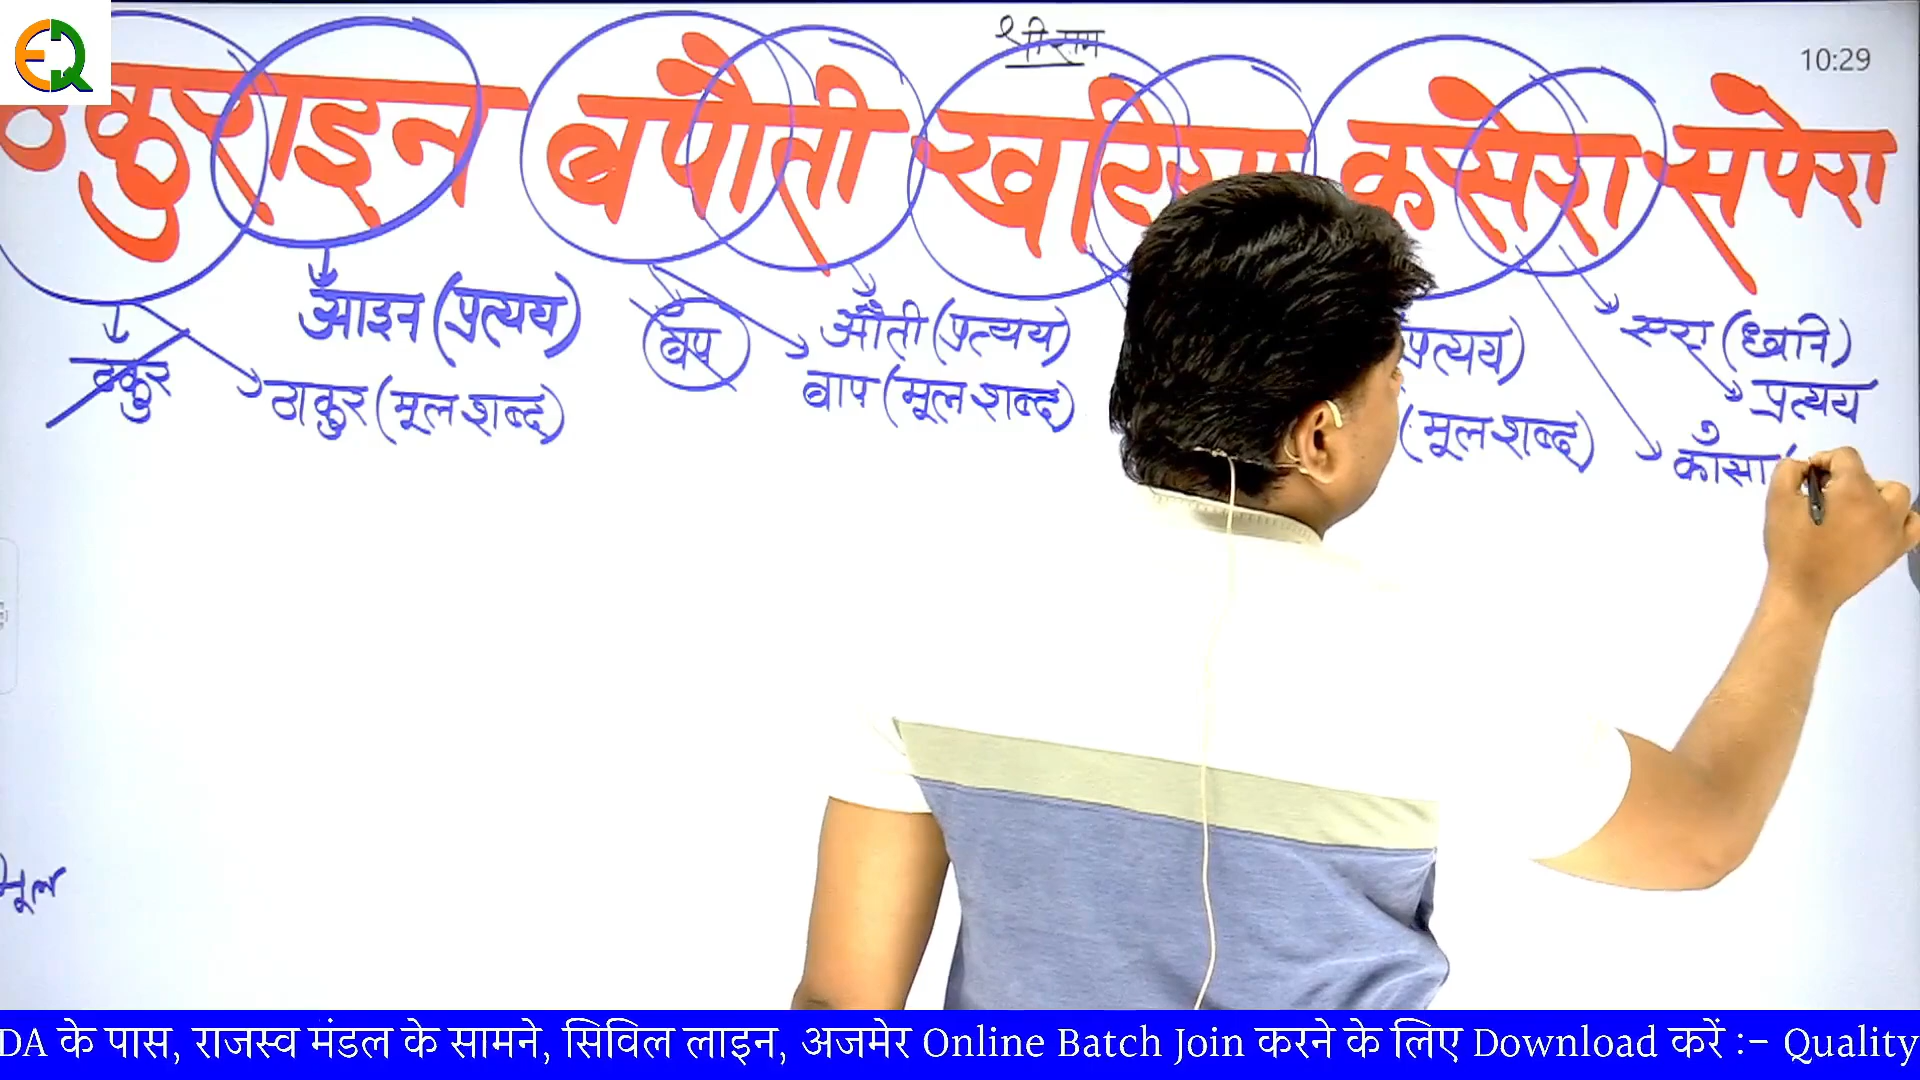 श्रीराम
10:29
ठकुराइन बपौती खटिया कसेरा सपेरा
आइन (प्रत्यय)
औती (प्रत्यय)
प्रत्यय)
एरा (ध्वनि)
ठकुर
ठाकुर (मूल शब्द)
बप
बाप (मूल शब्द)
(मूल शब्द)
प्रत्यय
काँसा (
मूल
DA के पास, राजस्व मंडल के सामने, सिविल लाइन, अजमेर Online Batch Join करने के लिए Download करें :- Quality